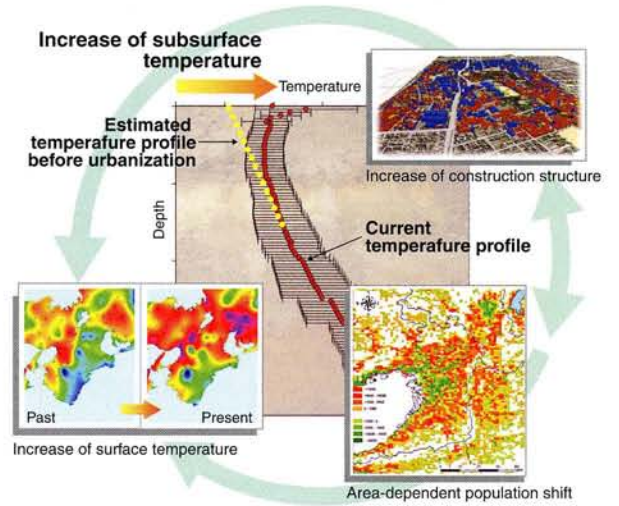 Increase of subsurface
temperature
Temperature
Estimated
temperafure profile
before urbanization
Depth
Current
temperafure profile
Increase of construction structure
Past
Present
Increase of surface temperature
Area-dependent population shift